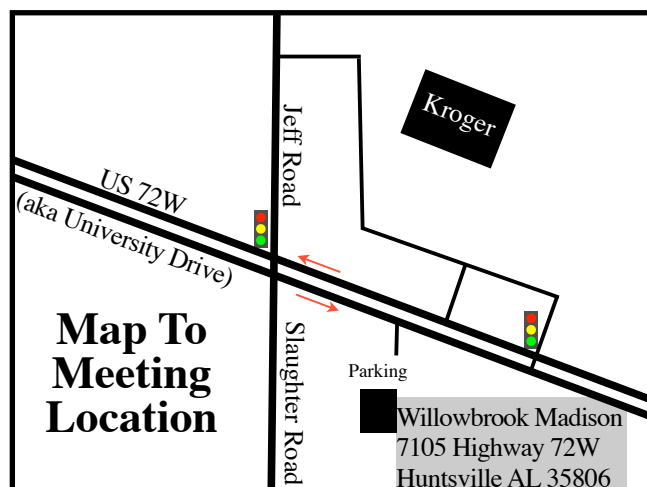 Kroger
Jeff Road
US 72W
(aka University Drive)
Map To
Meeting
Location
Slaughter Road
Parking
Willowbrook Madison
7105 Highway 72W
Huntsville AL 35806